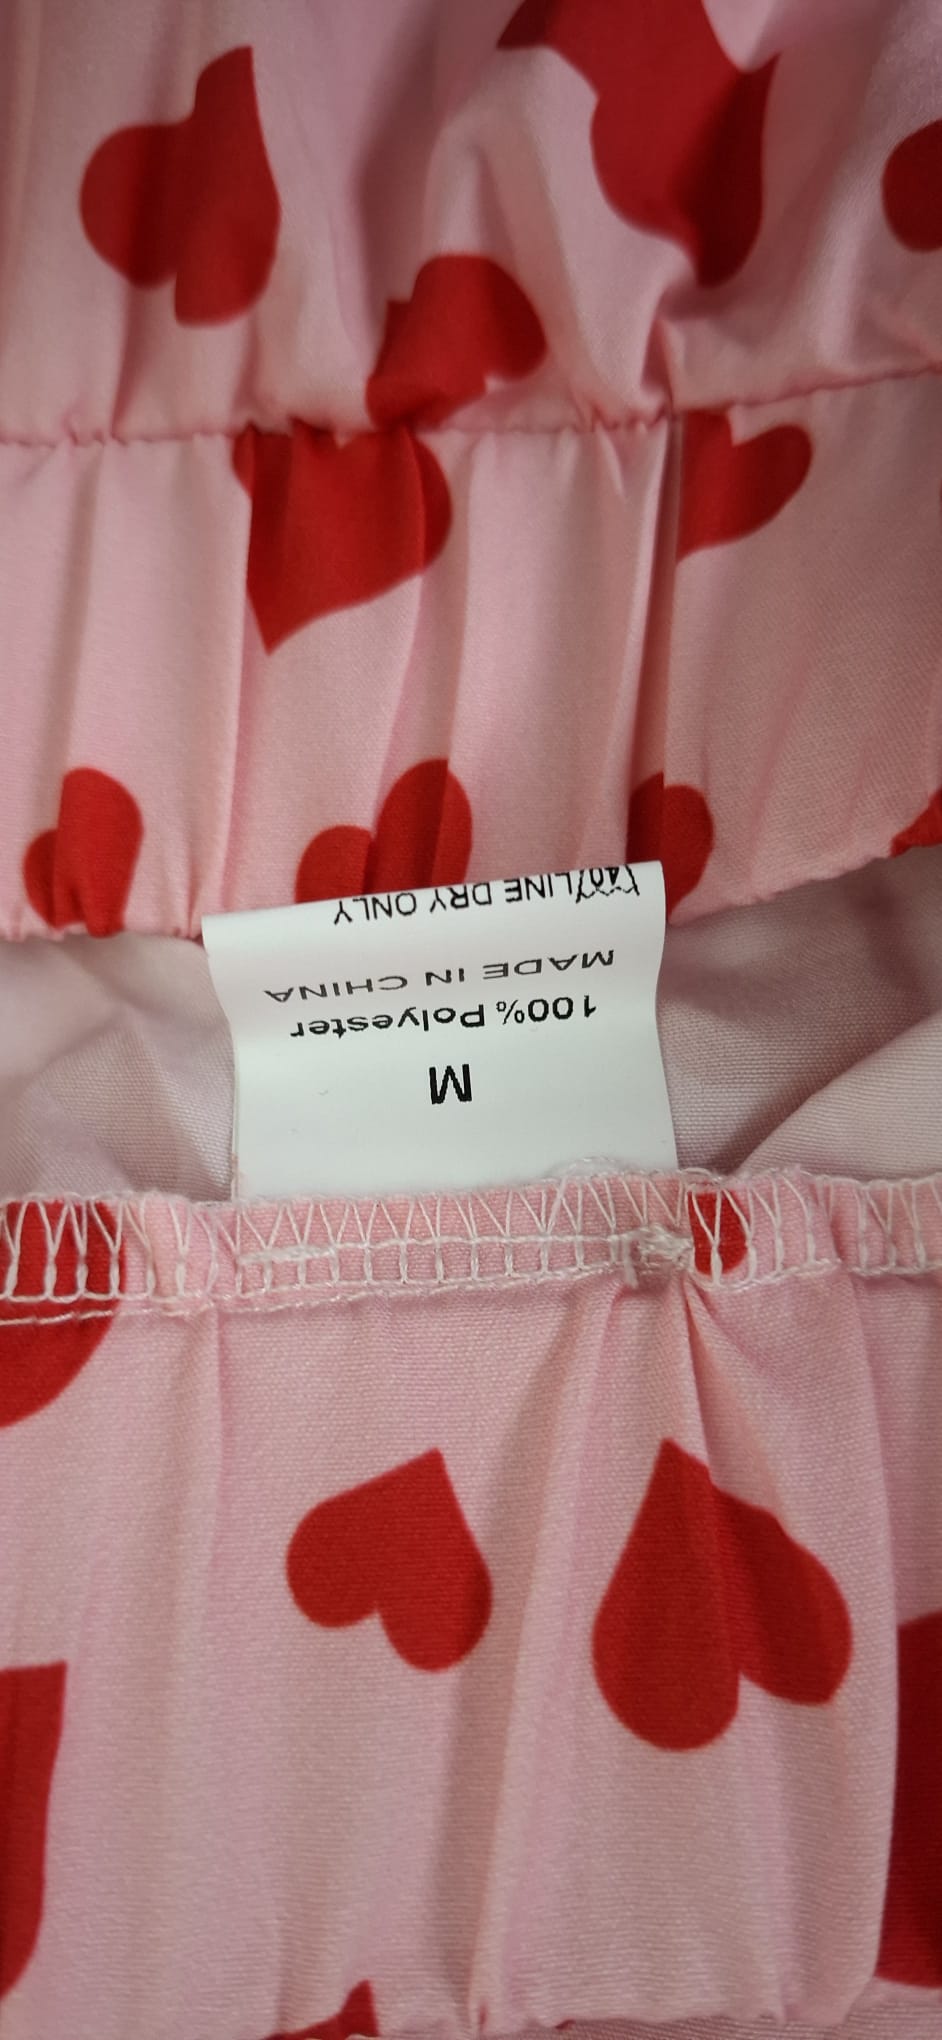 M
100% Polyester
MADE IN CHINA
LINE DRY ONLY